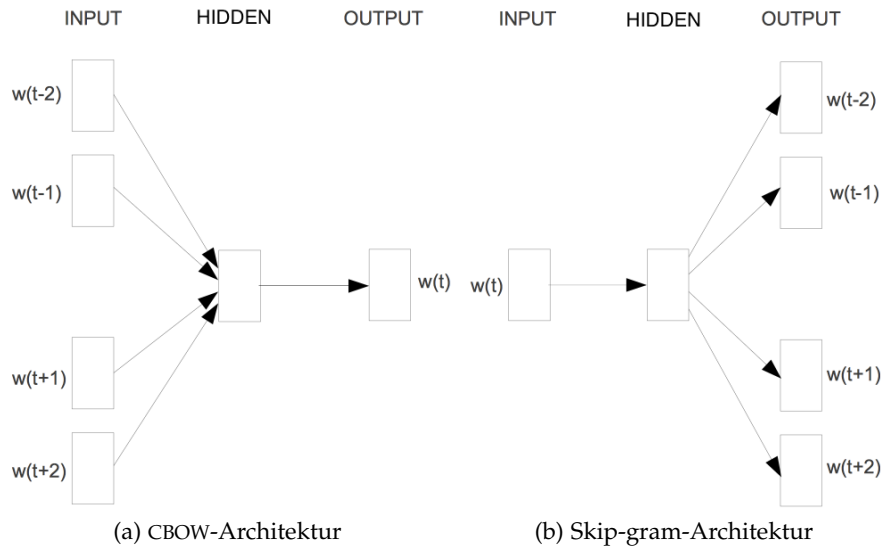 INPUT HIDDEN OUTPUT INPUT HIDDEN OUTPUT
w(t-2) w(t-2)
w(t-1) w(t-1)
w(t) w(t)
w(t+1) w(t+1)
w(t+2) w(t+2)
(a) CBOW-Architektur (b) Skip-gram-Architektur